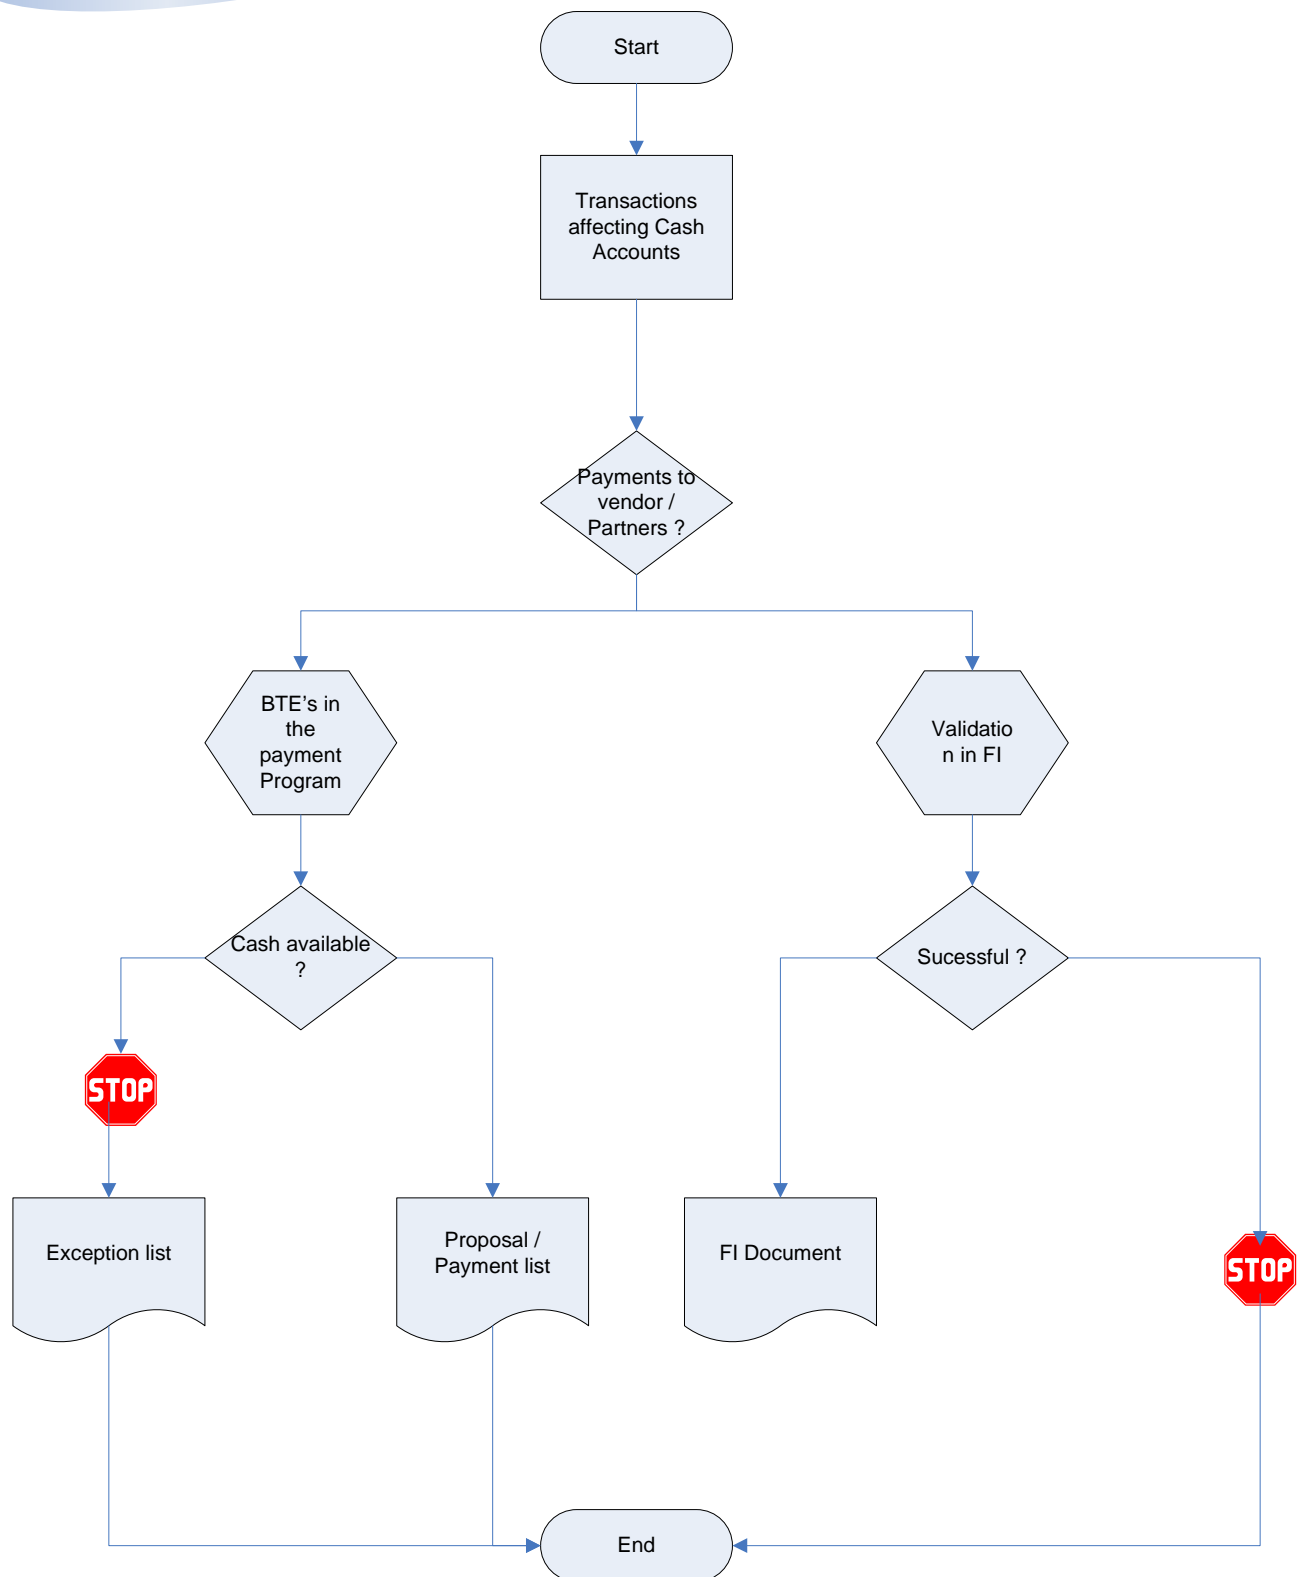 Start
Transactions
affecting Cash
Accounts
Payments to
vendor /
Partners ?
BTE's in
the
payment
Program
Validatio
n in FI
Cash available
?
Sucessful ?
STOP
Exception list
Proposal /
Payment list
FI Document
STOP
End